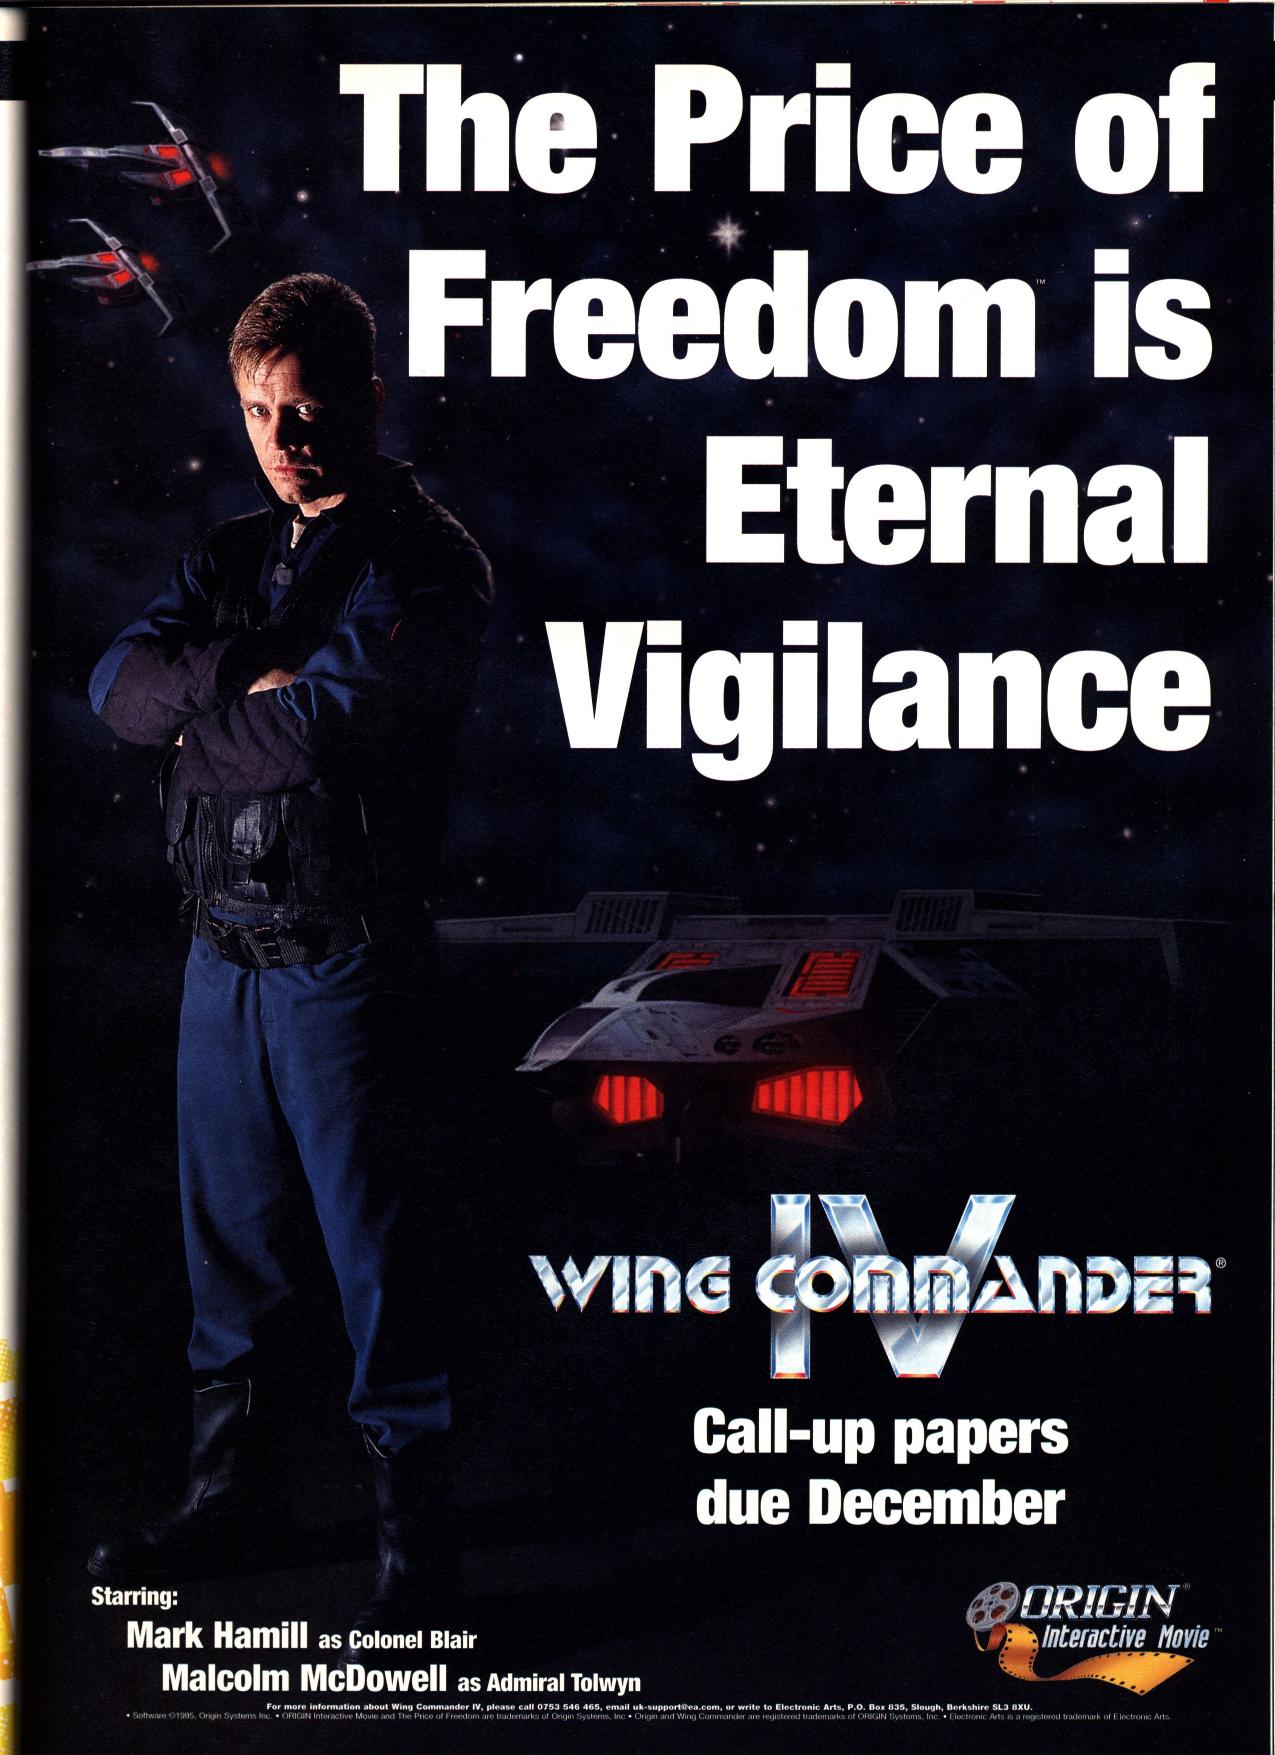 The Price of
Freedom™ is
Eternal
Vigilance
WING COMMANDER®
IV
Call-up papers
due December
Starring:
Mark Hamill as Colonel Blair
Malcolm McDowell as Admiral Tolwyn
ORIGIN®
Interactive Movie™
For more information about Wing Commander IV, please call 0753 546 465, email uk-support@ea.com, or write to Electronic Arts, P.O. Box 835, Slough, Berkshire SL3 8XU.
• Software ©1995, Origin Systems Inc. • ORIGIN Interactive Movie and The Price of Freedom are trademarks of Origin Systems, Inc • Origin and Wing Commander are registered trademarks of ORIGIN Systems, Inc. • Electronic Arts is a registered trademark of Electronic Arts.